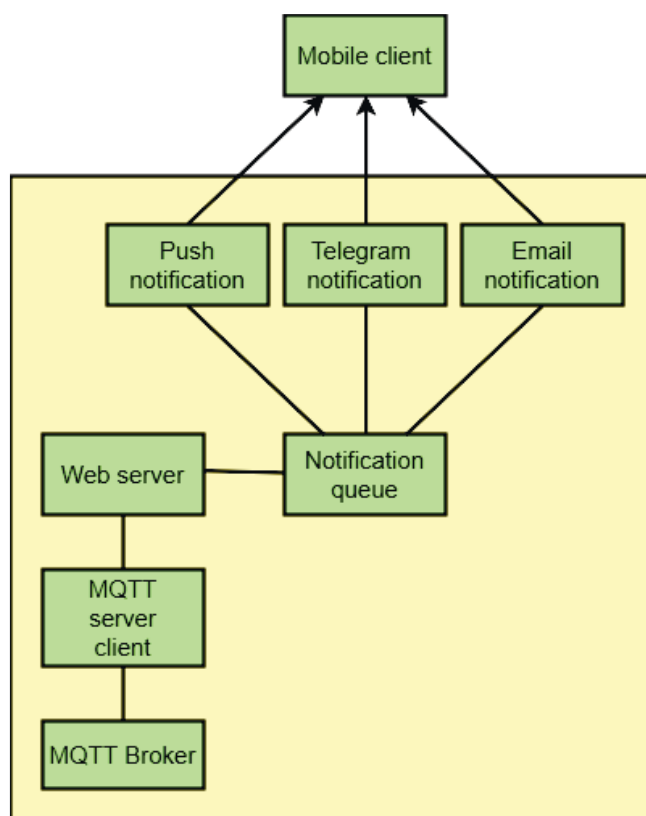 Mobile client
Push
notification
Telegram
notification
Email
notification
Web server
Notification
queue
MQTT
server
client
MQTT Broker